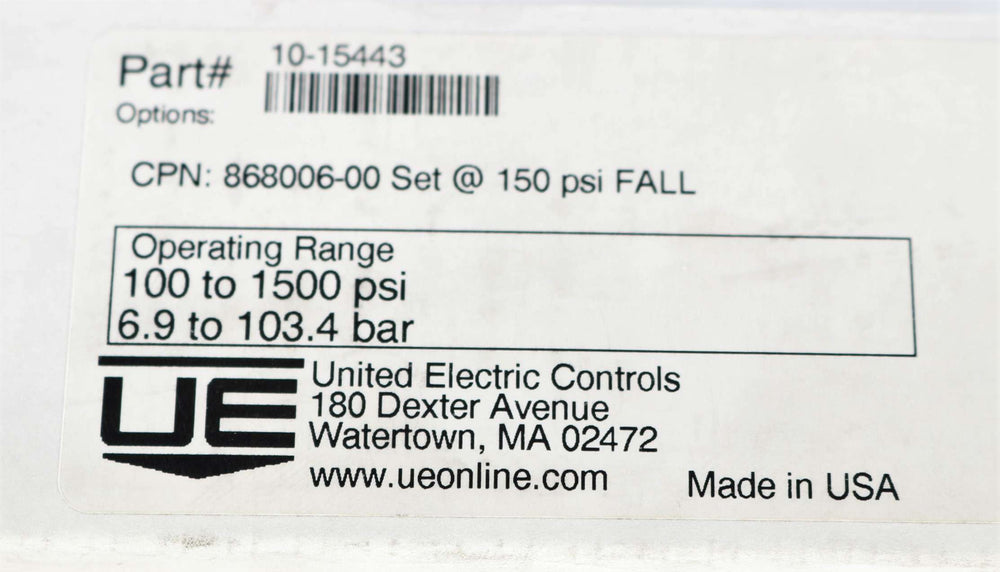 Part# 10-15443
Options:
CPN: 868006-00 Set @ 150 psi FALL
Operating Range
100 to 1500 psi
6.9 to 103.4 bar
UE
United Electric Controls
180 Dexter Avenue
Watertown, MA 02472
www.ueonline.com
Made in USA